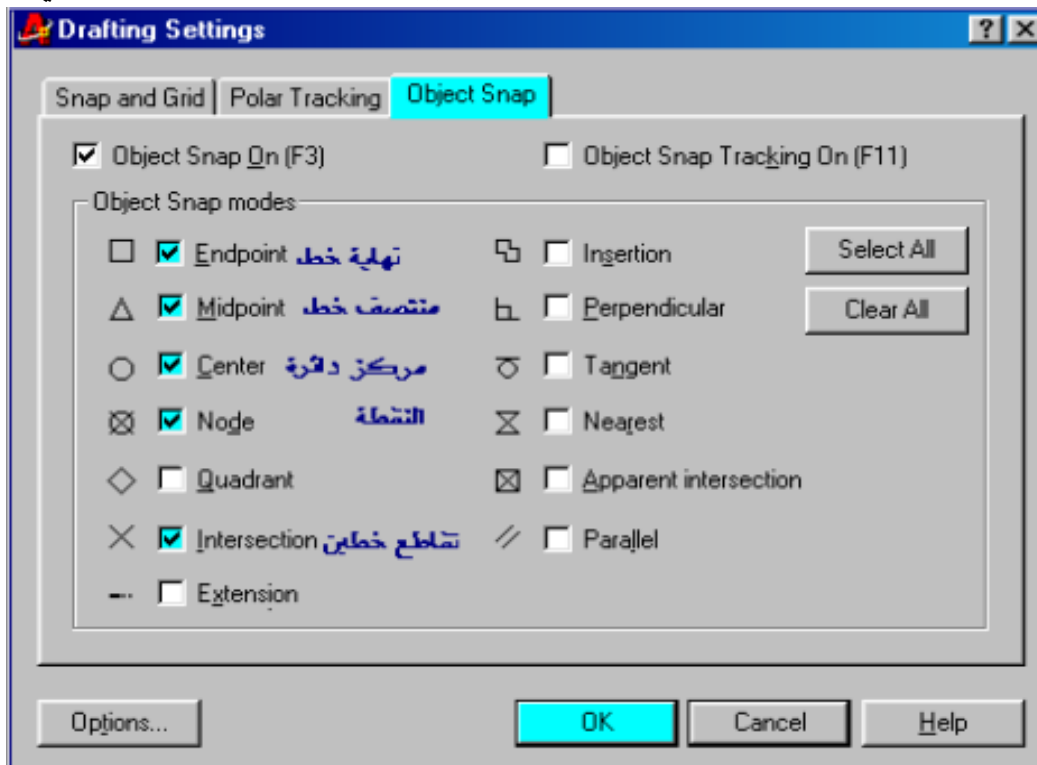 Drafting Settings
Snap and Grid Polar Tracking Object Snap
Object Snap On (F3)
Object Snap Tracking On (F11)
Object Snap modes
Endpoint نهاية خط
Midpoint منتصف خط
Center مركز دائرة
Node النقطة
Quadrant
Intersection تقاطع خطين
Extension
Insertion
Perpendicular
Tangent
Nearest
Apparent intersection
Parallel
Select All
Clear All
Options...
OK
Cancel
Help